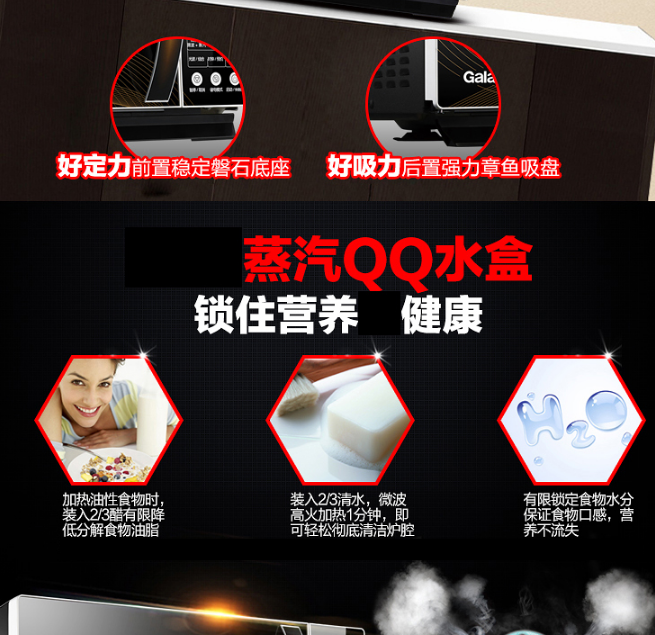 Gala
好定力前置稳定磐石底座
好吸力后置强力章鱼吸盘
蒸汽QQ水盒
锁住营养 健康
H2O
加热油性食物时，
装入2/3醋有限降
低分解食物油脂
装入2/3清水，微波
高火加热1分钟，即
可轻松彻底清洁炉腔
有限锁定食物水分
保证食物口感，营
养不流失